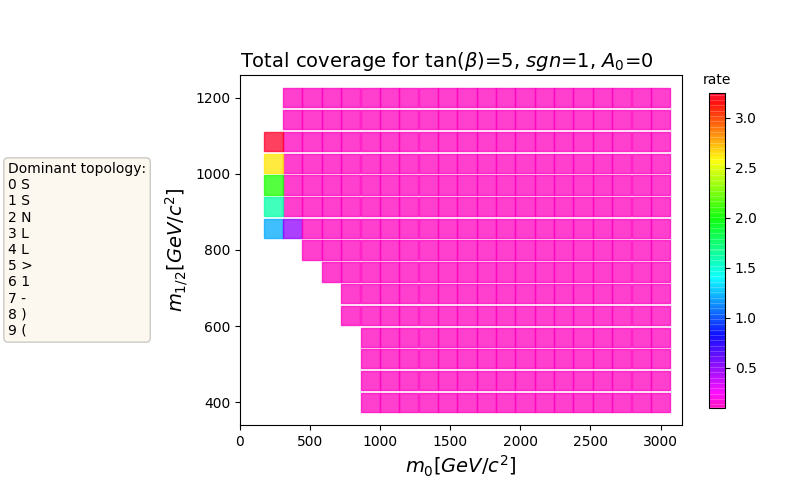 Total coverage for tan(β)=5, sgn=1, A₀=0
rate
Dominant topology:
0 S
1 S
2 N
3 L
4 L
5 >
6 1
7 -
8 )
9 (
m₁/₂[GeV/c²]
1200
1000
800
600
400
0 500 1000 1500 2000 2500 3000
m₀[GeV/c²]
3.0
2.5
2.0
1.5
1.0
0.5